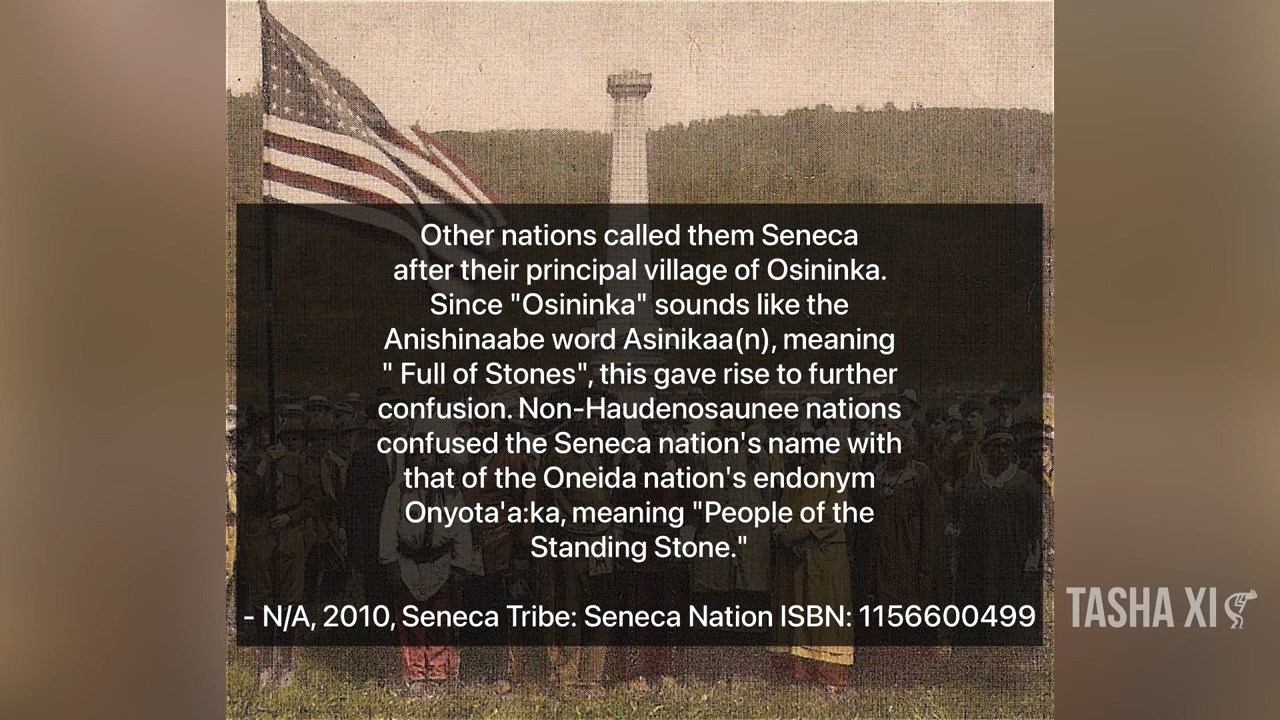 Other nations called them Seneca
after their principal village of Osininka.
Since "Osininka" sounds like the
Anishinaabe word Asinikaa(n), meaning
" Full of Stones", this gave rise to further
confusion. Non-Haudenosaunee nations
confused the Seneca nation's name with
that of the Oneida nation's endonym
Onyota'a:ka, meaning "People of the
Standing Stone."
- N/A, 2010, Seneca Tribe: Seneca Nation ISBN: 1156600499
TASHA XI